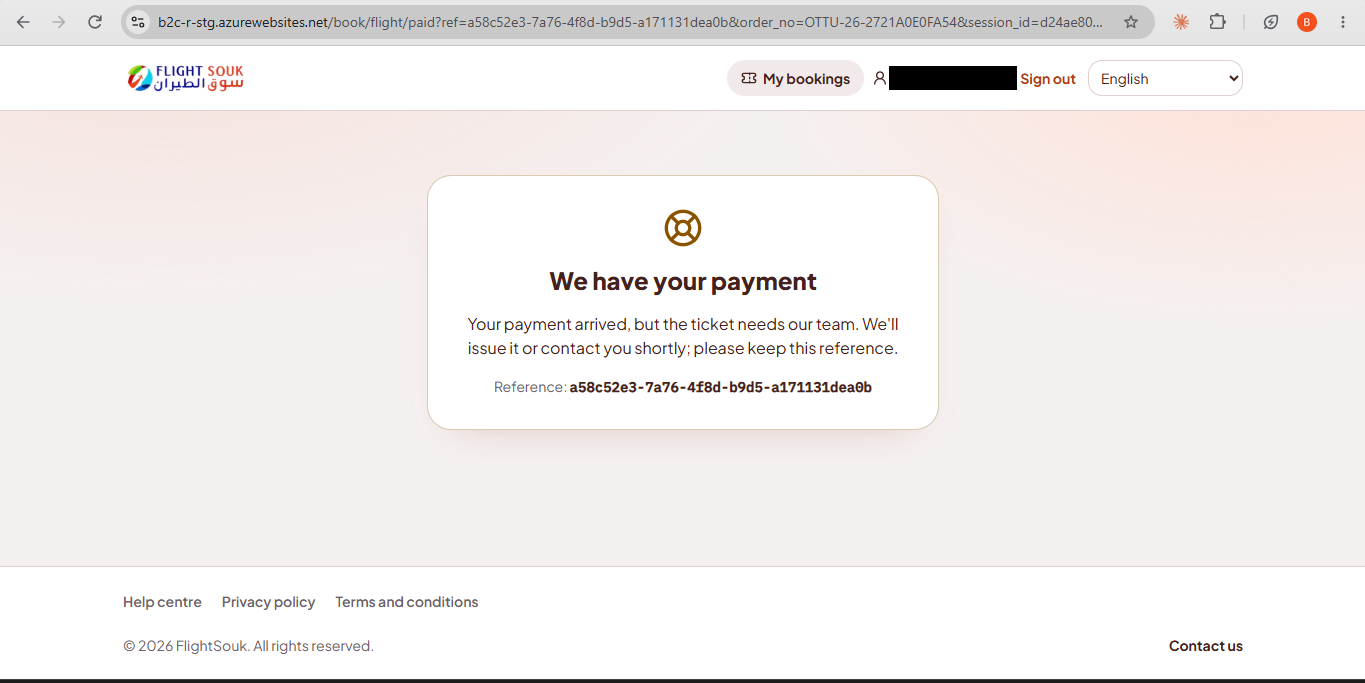 b2c-r-stg.azurewebsites.net/book/flight/paid?ref=a58c52e3-7a76-4f8d-b9d5-a171131dea0b&order_no=OTTU-26-2721A0E0FA54&session_id=d24ae80...
B
FLIGHT SOUK
سوق الطيران
My bookings
Sign out
English
We have your payment
Your payment arrived, but the ticket needs our team. We'll
issue it or contact you shortly; please keep this reference.
Reference: a58c52e3-7a76-4f8d-b9d5-a171131dea0b
Help centre Privacy policy Terms and conditions
© 2026 FlightSouk. All rights reserved.
Contact us